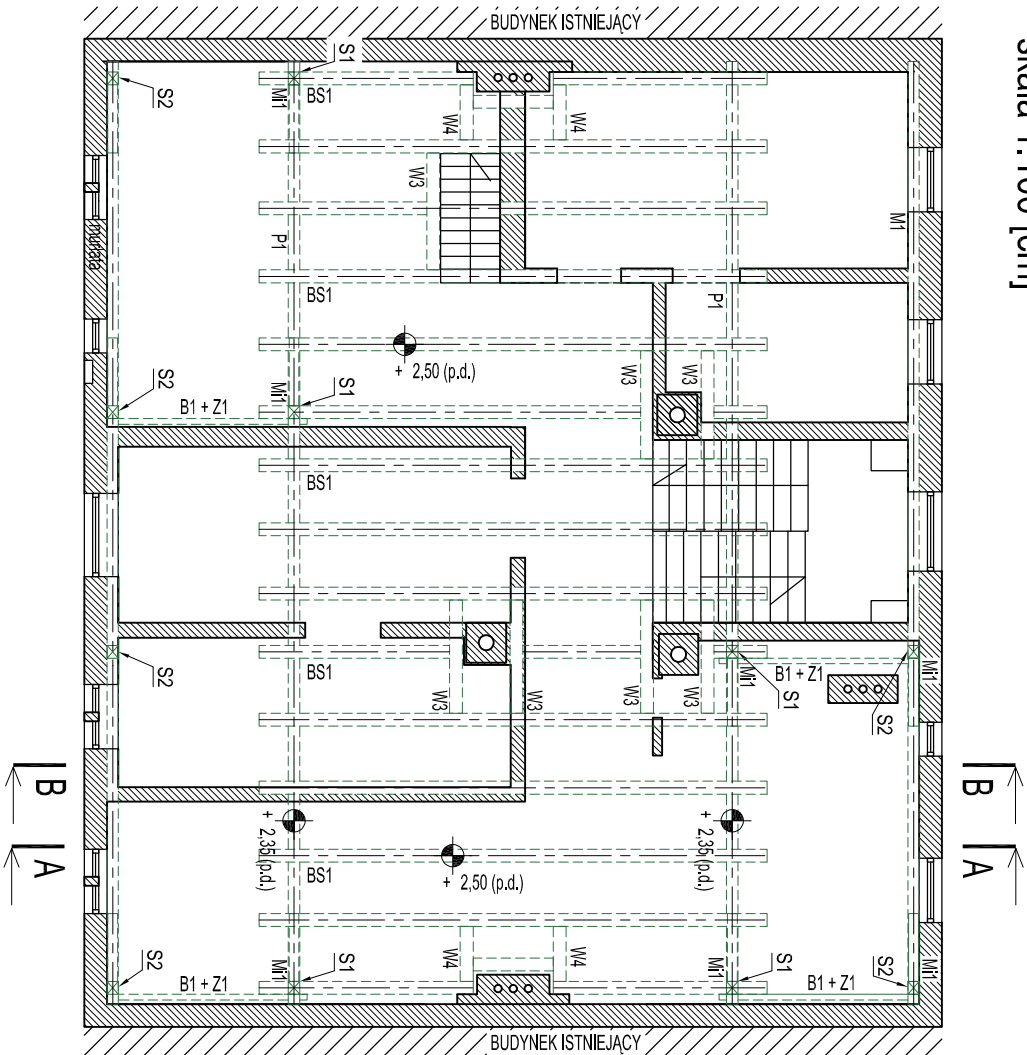 BUDYNEK ISTNIEJĄCY
skala 1:100 [cm]
S1
S2
Mi1
BS1
W4
W4
W3
M1
murłata
P1
BS1
P1
+ 2,50 (p.d.)
W3
W3
S2
Mi1
S1
B1 + Z1
BS1
S2
BS1
W3
W3
W3
W3
Mi1
S1
B1 + Z1
Mi1
S2
B
B
+ 2,35 (p.d.)
+ 2,35 (p.d.)
A
A
BS1
+ 2,50 (p.d.)
S2
B1 + Z1
Mi1
S1
W4
W4
S1
B1 + Z1
S2
Mi1
BUDYNEK ISTNIEJĄCY